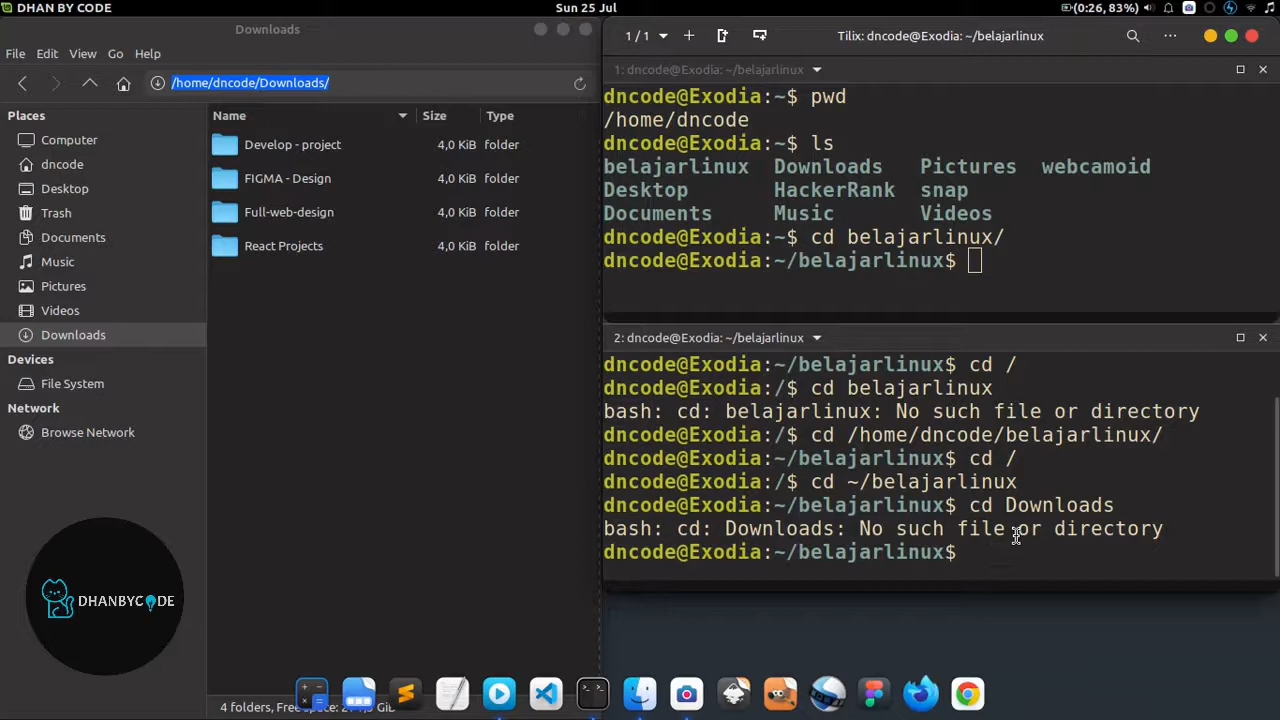 DHAN BY CODE
Sun 25 Jul
(0:26, 83%)
Downloads
File Edit View Go Help
/home/dncode/Downloads/
Places
Computer
dncode
Desktop
Trash
Documents
Music
Pictures
Videos
Downloads
Devices
File System
Network
Browse Network
Name Size Type
Develop - project 4,0 KiB folder
FIGMA - Design 4,0 KiB folder
Full-web-design 4,0 KiB folder
React Projects 4,0 KiB folder
4 folders, Free space:
DHANBYCODE
1 / 1
Tilix: dncode@Exodia: ~/belajarlinux
1: dncode@Exodia: ~/belajarlinux
dncode@Exodia:~$ pwd
/home/dncode
dncode@Exodia:~$ ls
belajarlinux Downloads Pictures webcamoid
Desktop HackerRank snap
Documents Music Videos
dncode@Exodia:~$ cd belajarlinux/
dncode@Exodia:~/belajarlinux$
2: dncode@Exodia: ~/belajarlinux
dncode@Exodia:~/belajarlinux$ cd /
dncode@Exodia:/$ cd belajarlinux
bash: cd: belajarlinux: No such file or directory
dncode@Exodia:/$ cd /home/dncode/belajarlinux/
dncode@Exodia:~/belajarlinux$ cd /
dncode@Exodia:/$ cd ~/belajarlinux
dncode@Exodia:~/belajarlinux$ cd Downloads
bash: cd: Downloads: No such file or directory
dncode@Exodia:~/belajarlinux$